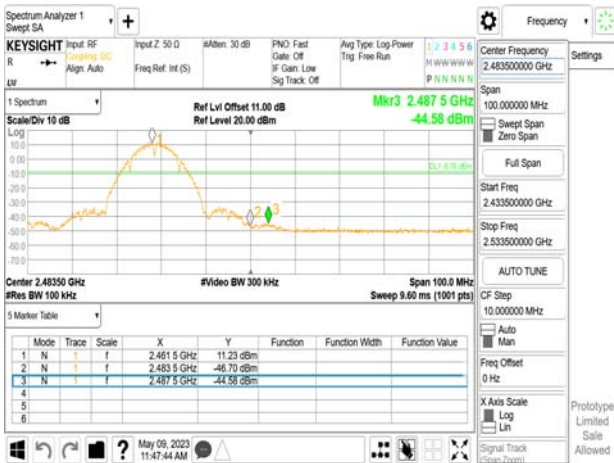 Spectrum Analyzer 1
Swept SA
Frequency
KEYSIGHT Input: RF
Coupling: DC
Align: Auto
R
Input Z: 50 Ω
Freq Ref: Int (S)
#Atten: 30 dB
PNO: Fast
Gate: Off
IF Gain: Low
Sig Track: Off
Avg Type: Log-Power
Trig: Free Run
1 2 3 4 5 6
M W W W W W
P N N N N N
Center Frequency
2.483500000 GHz
Settings
Span
100.000000 MHz
Swept Span
Zero Span
Full Span
Start Freq
2.433500000 GHz
Stop Freq
2.533500000 GHz
AUTO TUNE
CF Step
10.000000 MHz
Auto
Man
Freq Offset
0 Hz
X Axis Scale
Log
Lin
Signal Track
(Span Zoom)
Prototype
Limited
Sale
Allowed
1 Spectrum
Scale/Div 10 dB
Ref Lvl Offset 11.00 dB
Ref Level 20.00 dBm
Mkr3 2.487 5 GHz
-44.58 dBm
Log
10.0
0.00
-10.0
-20.0
-30.0
-40.0
-50.0
-60.0
-70.0
1
2
3
Center 2.48350 GHz
#Res BW 100 kHz
#Video BW 300 kHz
Span 100.0 MHz
Sweep 9.60 ms (1001 pts)
5 Marker Table
Mode Trace Scale X Y Function Function Width Function Value
1 N 1 f 2.461 5 GHz 11.23 dBm
2 N 1 f 2.483 5 GHz -46.70 dBm
3 N 1 f 2.487 5 GHz -44.58 dBm
4
5
6
?
May 09, 2023
11:47:44 AM